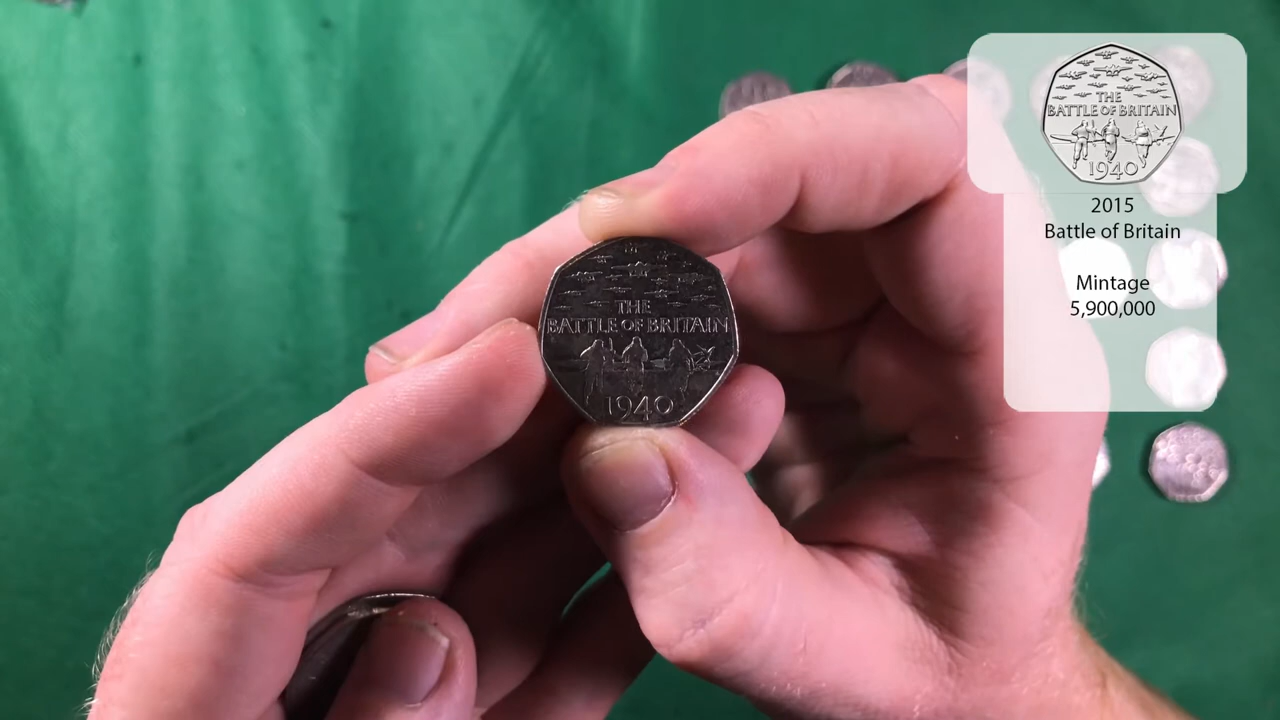 THE
BATTLE OF BRITAIN
1940
THE
BATTLE OF BRITAIN
1940
2015
Battle of Britain
Mintage
5,900,000